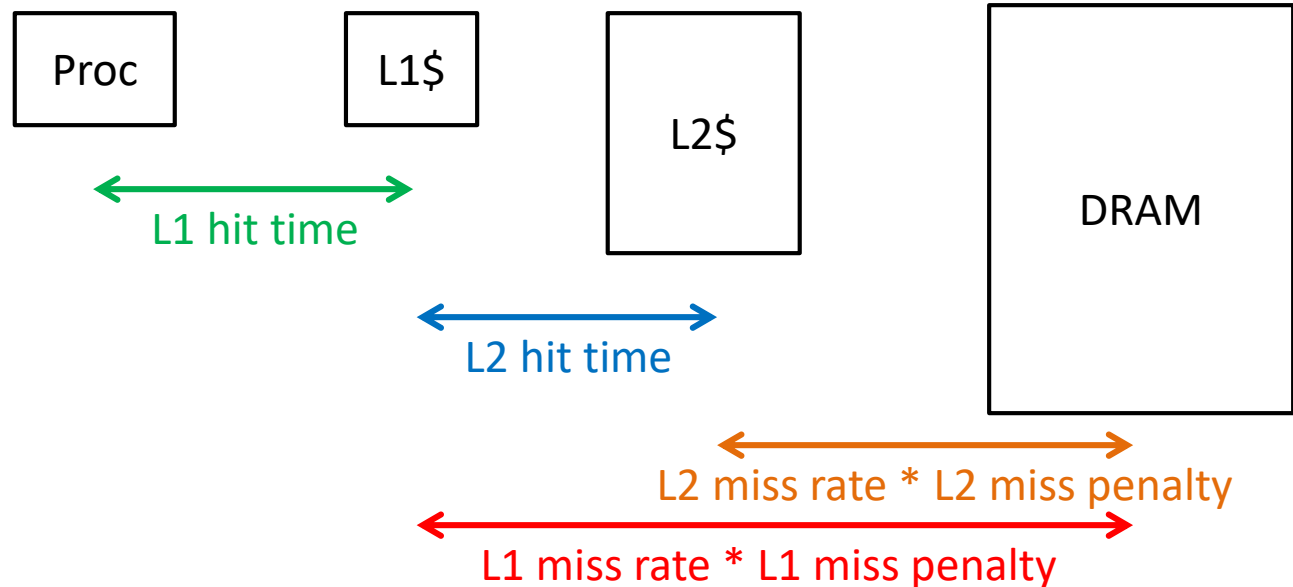 Proc
L1$
L2$
DRAM
L1 hit time
L2 hit time
L2 miss rate * L2 miss penalty
L1 miss rate * L1 miss penalty